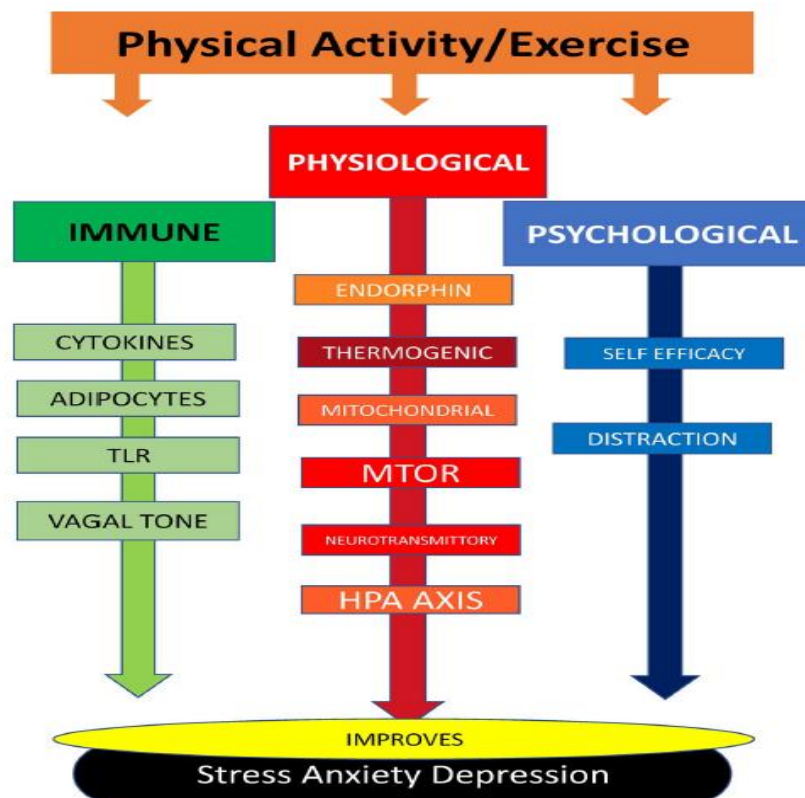 Physical Activity/Exercise
PHYSIOLOGICAL
IMMUNE
PSYCHOLOGICAL
ENDORPHIN
CYTOKINES
THERMOGENIC
SELF EFFICACY
ADIPOCYTES
MITOCHONDRIAL
DISTRACTION
TLR
MTOR
VAGAL TONE
NEUROTRANSMITTORY
HPA AXIS
IMPROVES
Stress Anxiety Depression